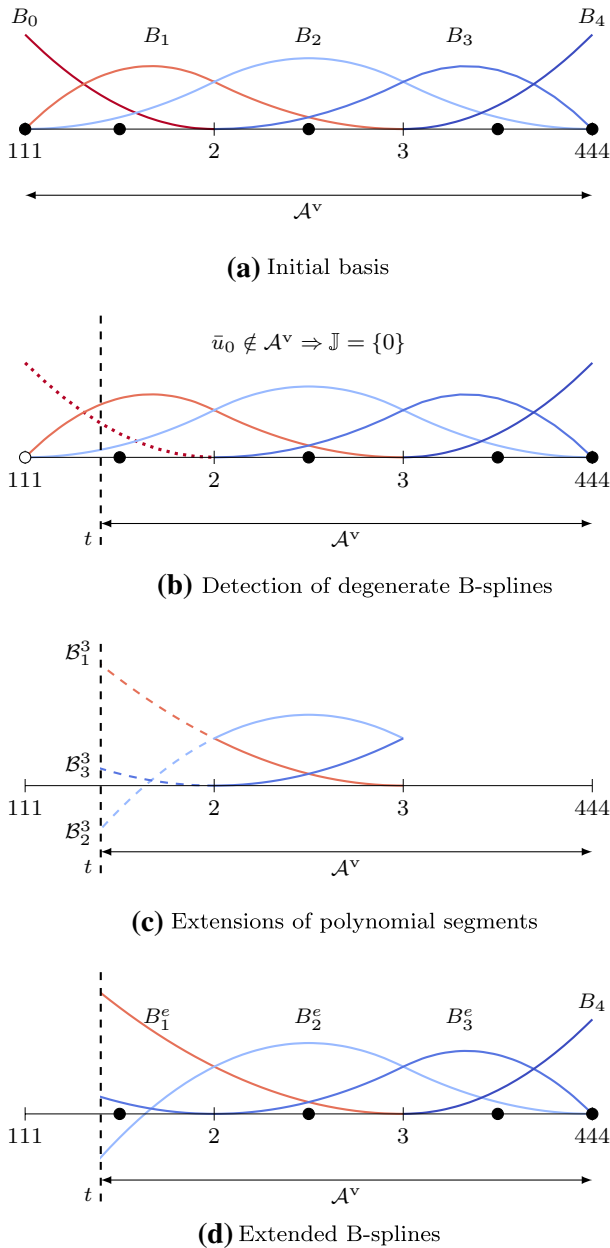 B₀ B₁ B₂ B₃ B₄
111 2 3 444
𝒜ᵛ
(a) Initial basis
ū₀ ∉ 𝒜ᵛ ⇒ 𝕁 = {0}
111 2 3 444
t 𝒜ᵛ
(b) Detection of degenerate B-splines
ℬ₁³
ℬ₃³
111 2 3 444
ℬ₂³
t 𝒜ᵛ
(c) Extensions of polynomial segments
B₁ᵉ B₂ᵉ B₃ᵉ B₄
111 2 3 444
t 𝒜ᵛ
(d) Extended B-splines